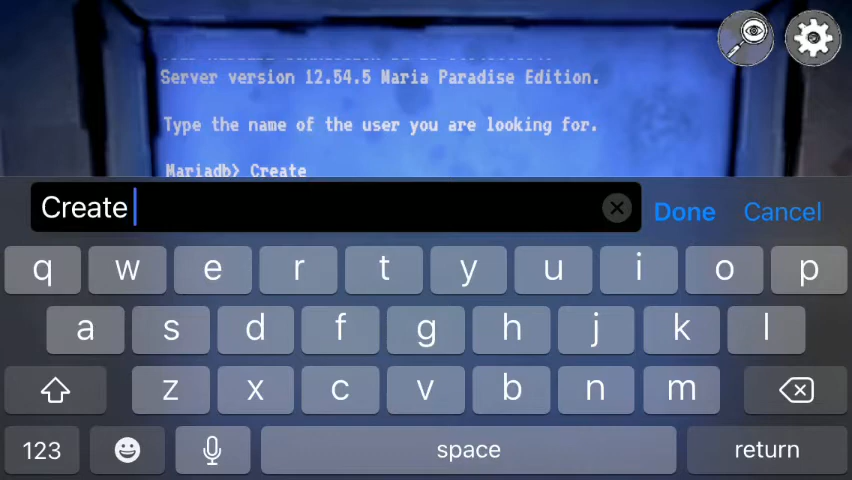 Server version 12.54.5 Maria Paradise Edition.
Type the name of the user you are looking for.
Mariadb> Create
Create
Done
Cancel
q w e r t y u i o p
a s d f g h j k l
z x c v b n m
123
space
return